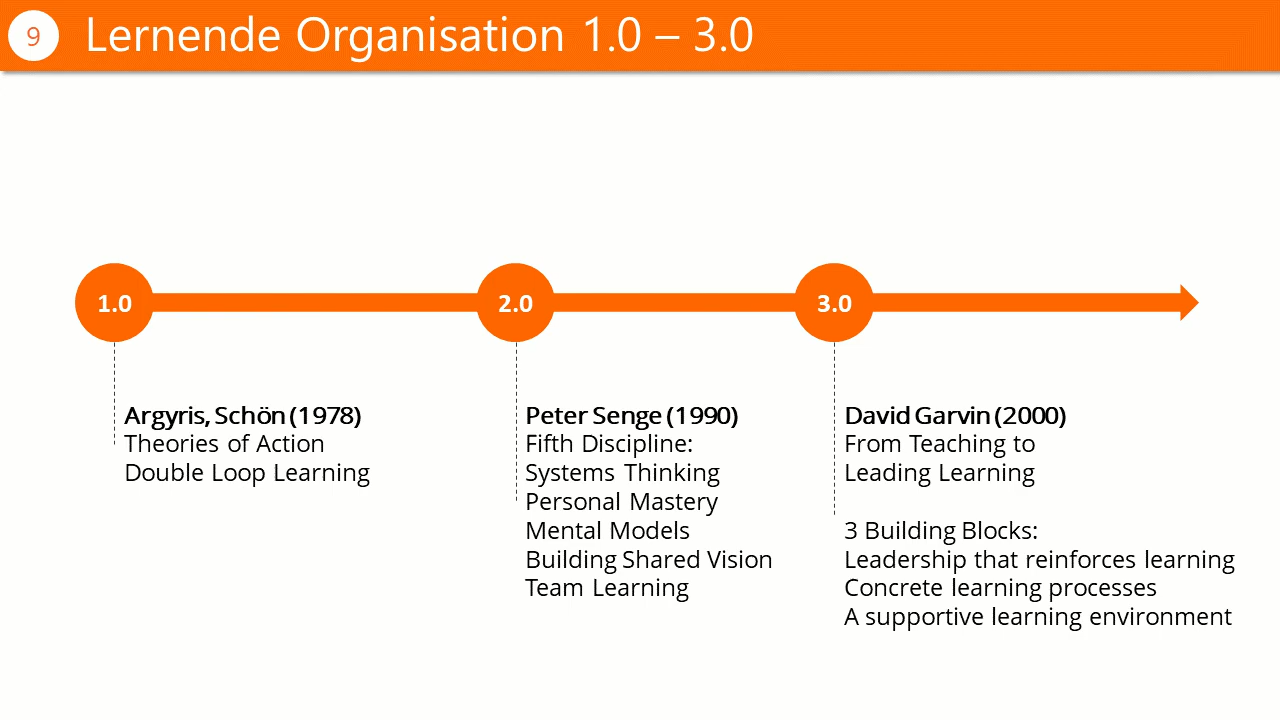 9
Lernende Organisation 1.0 – 3.0
1.0
2.0
3.0
Argyris, Schön (1978)
Theories of Action
Double Loop Learning
Peter Senge (1990)
Fifth Discipline:
Systems Thinking
Personal Mastery
Mental Models
Building Shared Vision
Team Learning
David Garvin (2000)
From Teaching to
Leading Learning
3 Building Blocks:
Leadership that reinforces learning
Concrete learning processes
A supportive learning environment